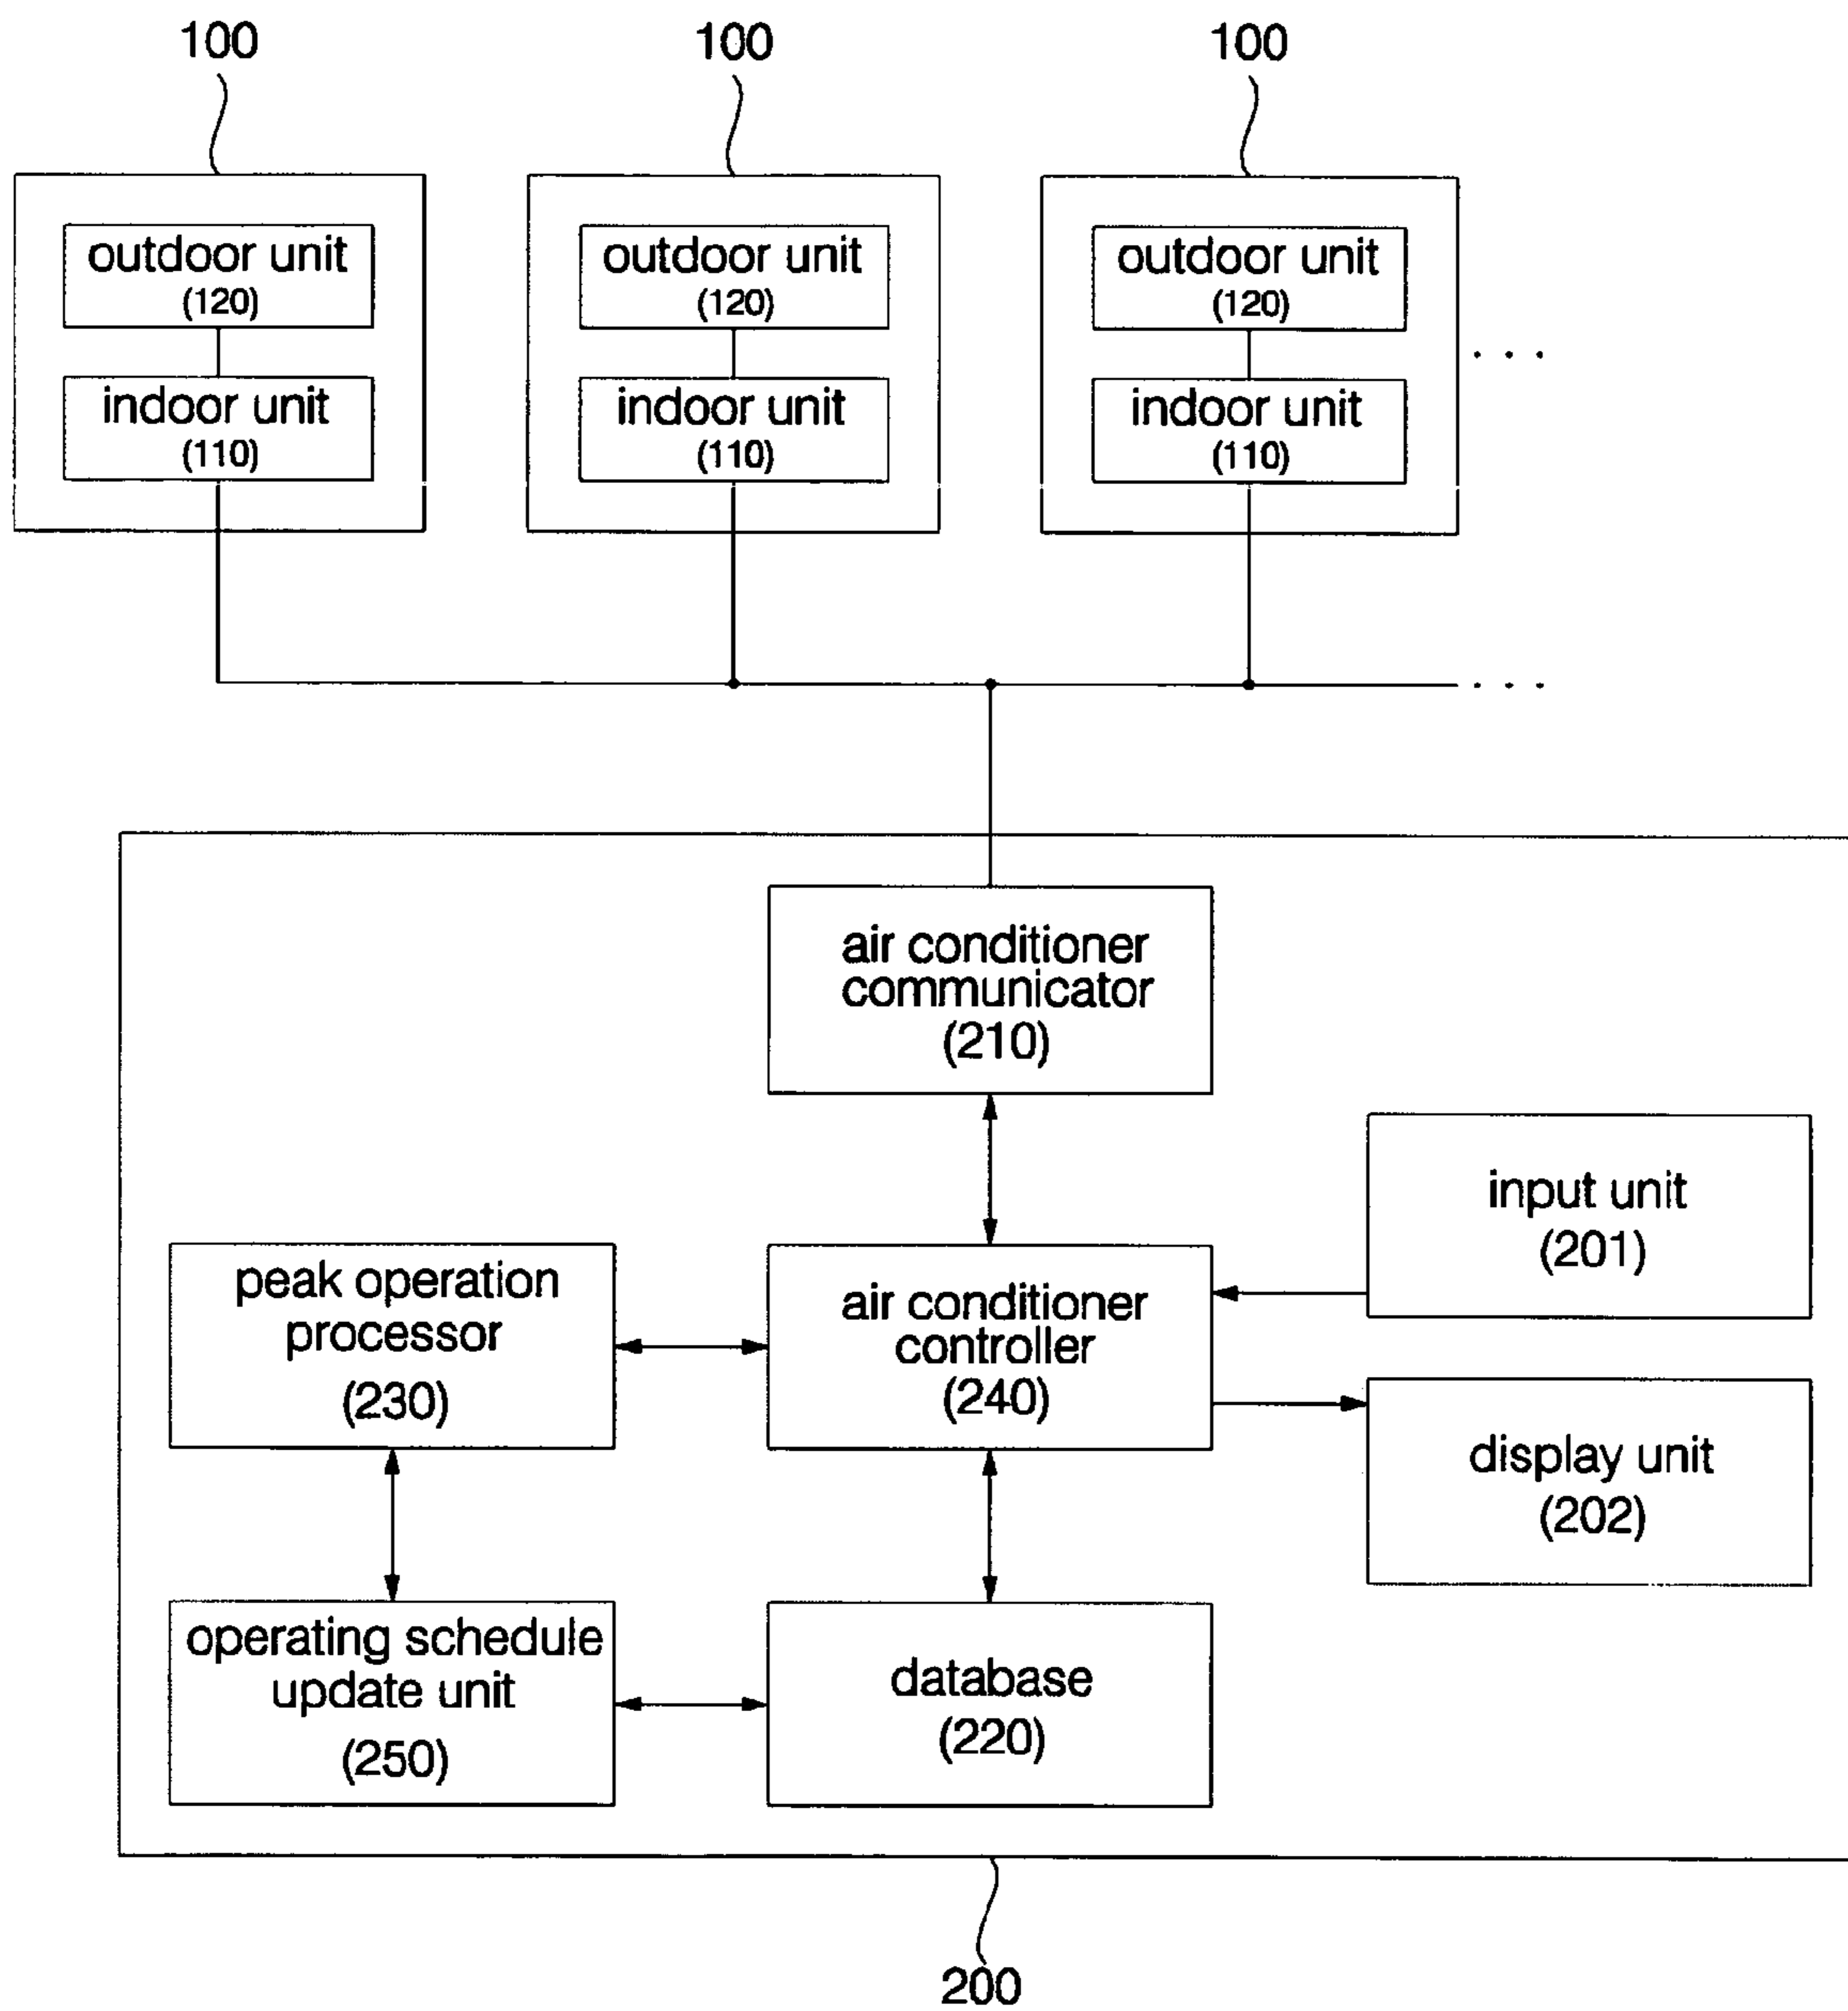 100
100
100
outdoor unit
(120)
outdoor unit
(120)
outdoor unit
(120)
indoor unit
(110)
indoor unit
(110)
indoor unit
(110)
. . .
. . .
air conditioner
communicator
(210)
input unit
(201)
peak operation
processor
(230)
air conditioner
controller
(240)
display unit
(202)
operating schedule
update unit
(250)
database
(220)
200